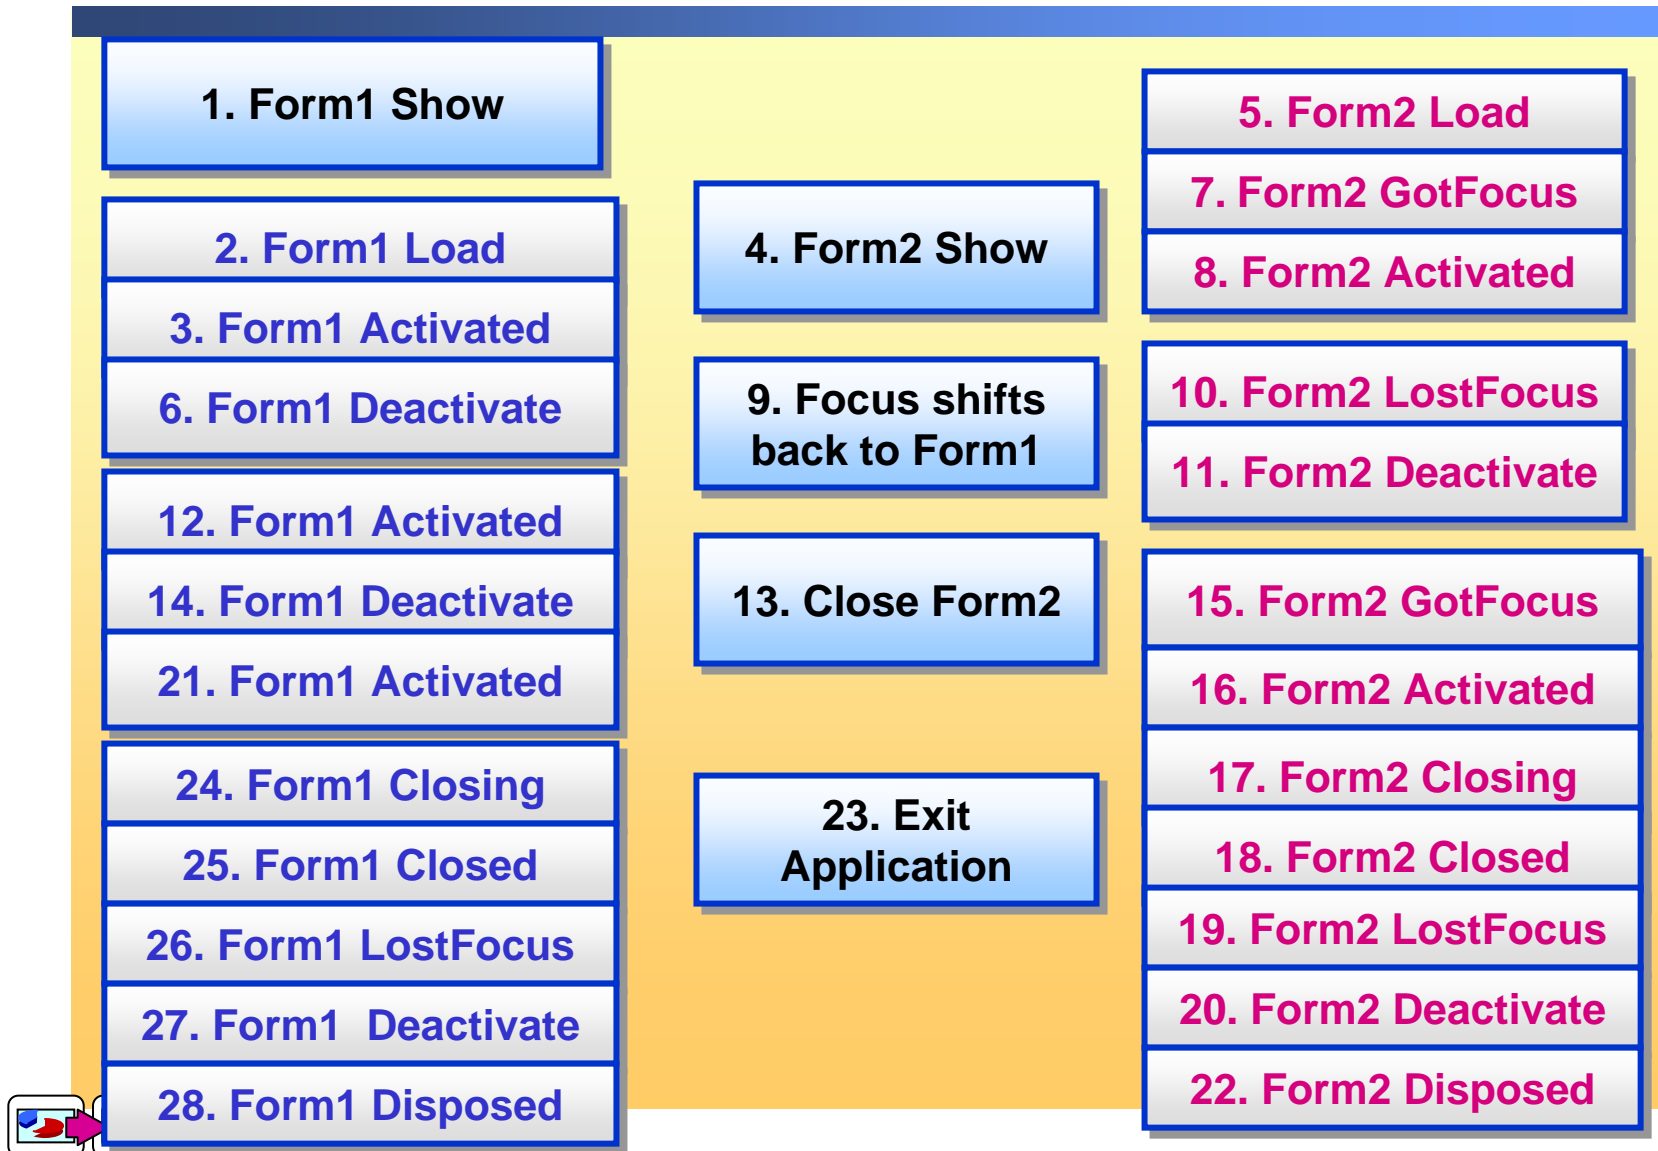 1. Form1 Show
2. Form1 Load
3. Form1 Activated
6. Form1 Deactivate
12. Form1 Activated
14. Form1 Deactivate
21. Form1 Activated
24. Form1 Closing
25. Form1 Closed
26. Form1 LostFocus
27. Form1  Deactivate
28. Form1 Disposed
4. Form2 Show
9. Focus shifts
back to Form1
13. Close Form2
23. Exit
Application
5. Form2 Load
7. Form2 GotFocus
8. Form2 Activated
10. Form2 LostFocus
11. Form2 Deactivate
15. Form2 GotFocus
16. Form2 Activated
17. Form2 Closing
18. Form2 Closed
19. Form2 LostFocus
20. Form2 Deactivate
22. Form2 Disposed